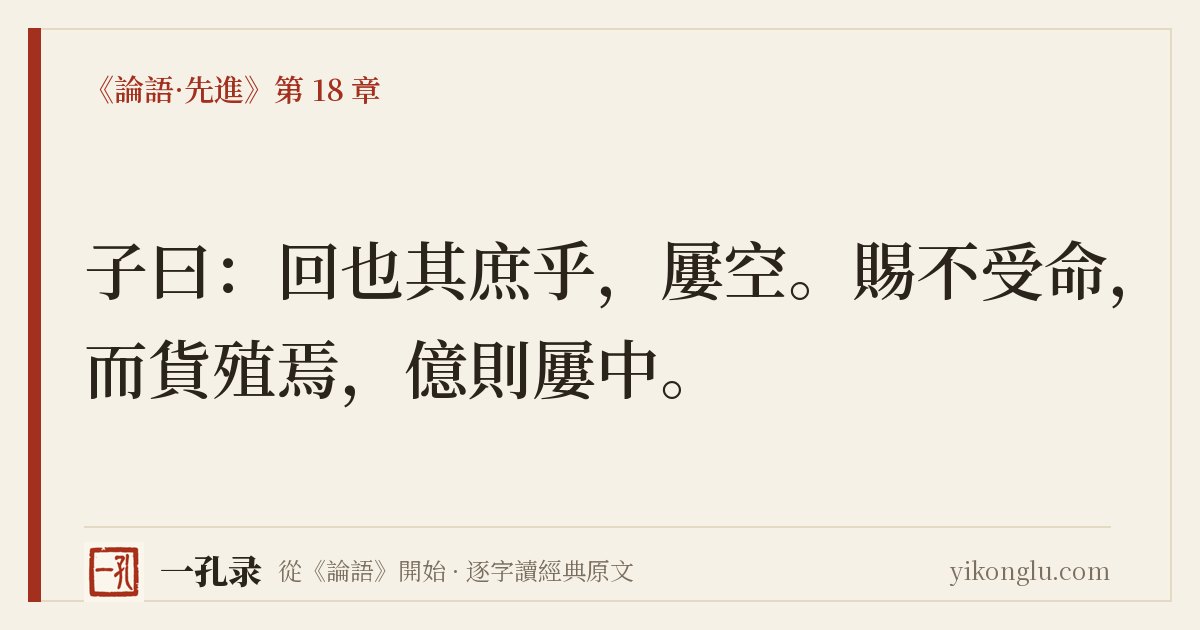 《論語·先進》第 18 章
子曰：回也其庶乎，屢空。賜不受命，
而貨殖焉，億則屢中。
一孔
一孔录 從《論語》開始 · 逐字讀經典原文
yikonglu.com